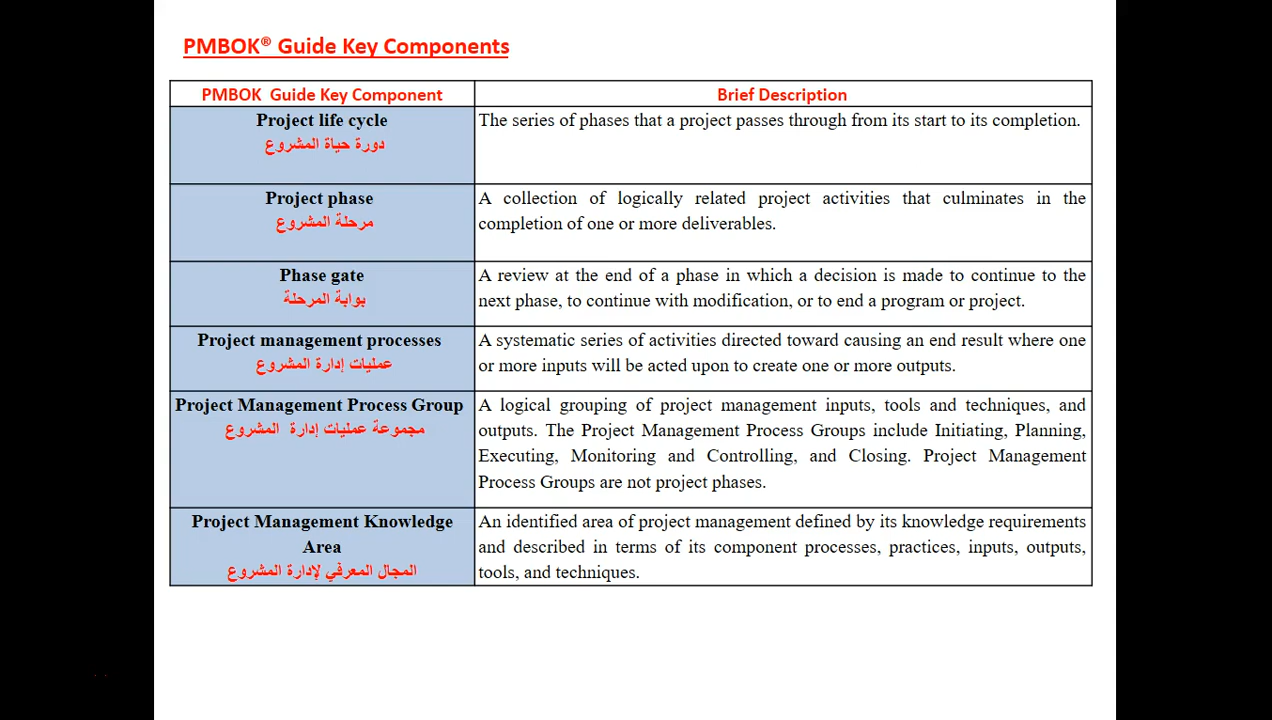 PMBOK® Guide Key Components
PMBOK Guide Key Component
Brief Description
Project life cycle
دورة حياة المشروع
The series of phases that a project passes through from its start to its completion.
Project phase
مرحلة المشروع
A collection of logically related project activities that culminates in the
completion of one or more deliverables.
Phase gate
بوابة المرحلة
A review at the end of a phase in which a decision is made to continue to the
next phase, to continue with modification, or to end a program or project.
Project management processes
عمليات إدارة المشروع
A systematic series of activities directed toward causing an end result where one
or more inputs will be acted upon to create one or more outputs.
Project Management Process Group
مجموعة عمليات إدارة المشروع
A logical grouping of project management inputs, tools and techniques, and
outputs. The Project Management Process Groups include Initiating, Planning,
Executing, Monitoring and Controlling, and Closing. Project Management
Process Groups are not project phases.
Project Management Knowledge
Area
المجال المعرفي لإدارة المشروع
An identified area of project management defined by its knowledge requirements
and described in terms of its component processes, practices, inputs, outputs,
tools, and techniques.